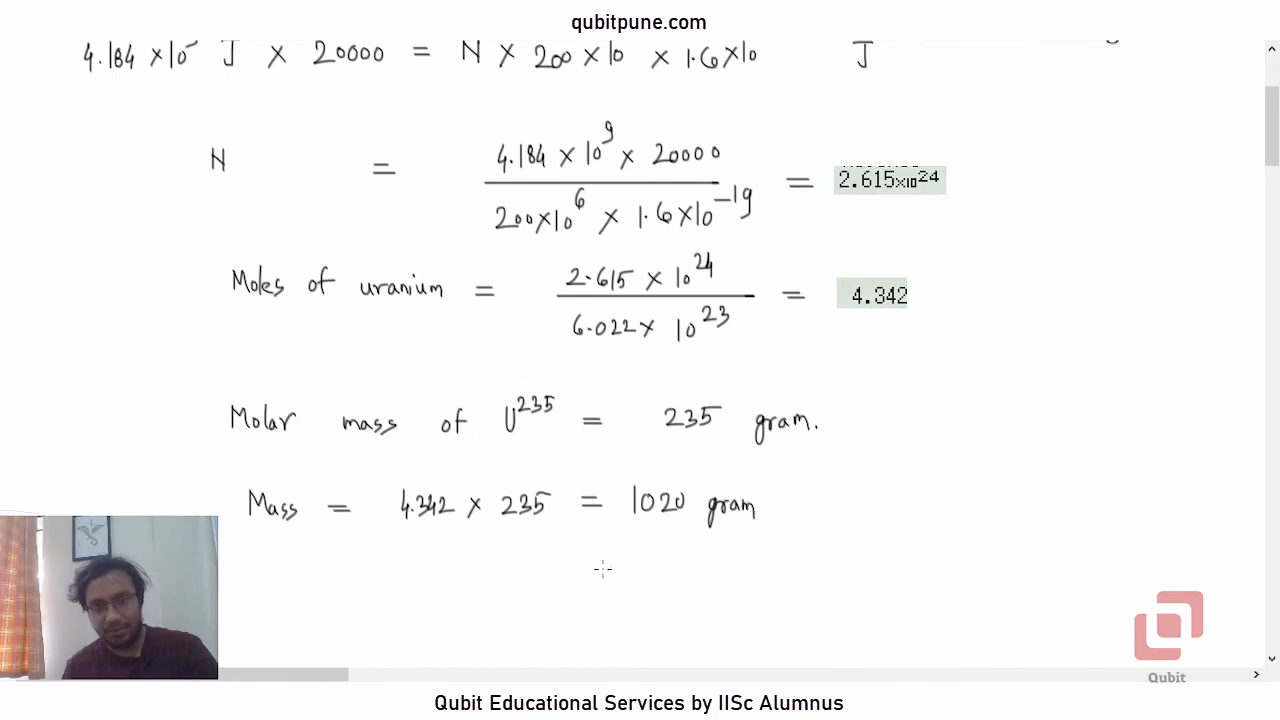 qubitpune.com
4.184 ×10 J × 20000 = N × 200 ×10 × 1.6×10 J
N = 4.184 × 10^9 × 20000 / 200×10^6 × 1.6×10^-19 = 2.615×10^24
Moles of uranium = 2.615 × 10^24 / 6.022 × 10^23 = 4.342
Molar mass of U^235 = 235 gram.
Mass = 4.342 × 235 = 1020 gram
Qubit
Qubit Educational Services by IISc Alumnus